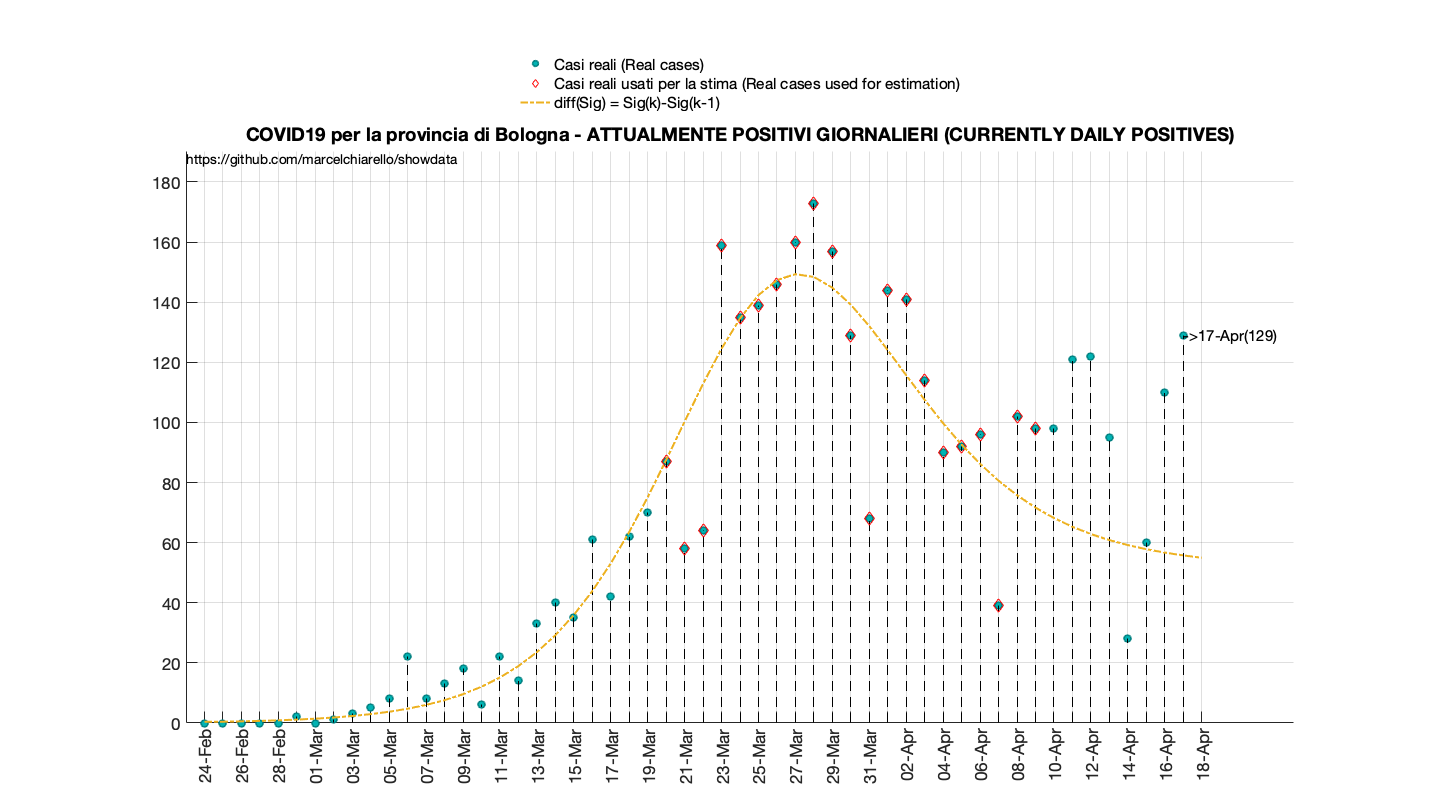 Casi reali (Real cases)
Casi reali usati per la stima (Real cases used for estimation)
diff(Sig) = Sig(k)-Sig(k-1)
COVID19 per la provincia di Bologna - ATTUALMENTE POSITIVI GIORNALIERI (CURRENTLY DAILY POSITIVES)
https://github.com/marcelchiarello/showdata
180
160
140
120
100
80
60
40
20
0
->17-Apr(129)
24-Feb
26-Feb
28-Feb
01-Mar
03-Mar
05-Mar
07-Mar
09-Mar
11-Mar
13-Mar
15-Mar
17-Mar
19-Mar
21-Mar
23-Mar
25-Mar
27-Mar
29-Mar
31-Mar
02-Apr
04-Apr
06-Apr
08-Apr
10-Apr
12-Apr
14-Apr
16-Apr
18-Apr